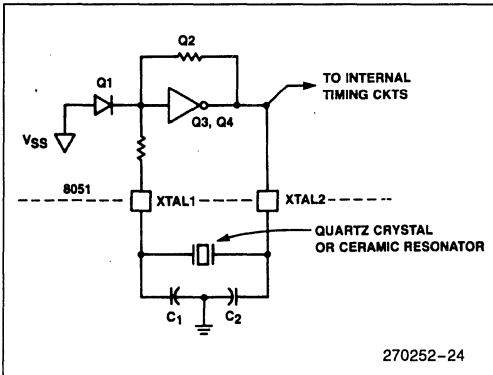 Q2
Q1
TO INTERNAL
TIMING CKTS
Q3, Q4
VSS
8051
XTAL1
XTAL2
QUARTZ CRYSTAL
OR CERAMIC RESONATOR
C1
C2
270252-24